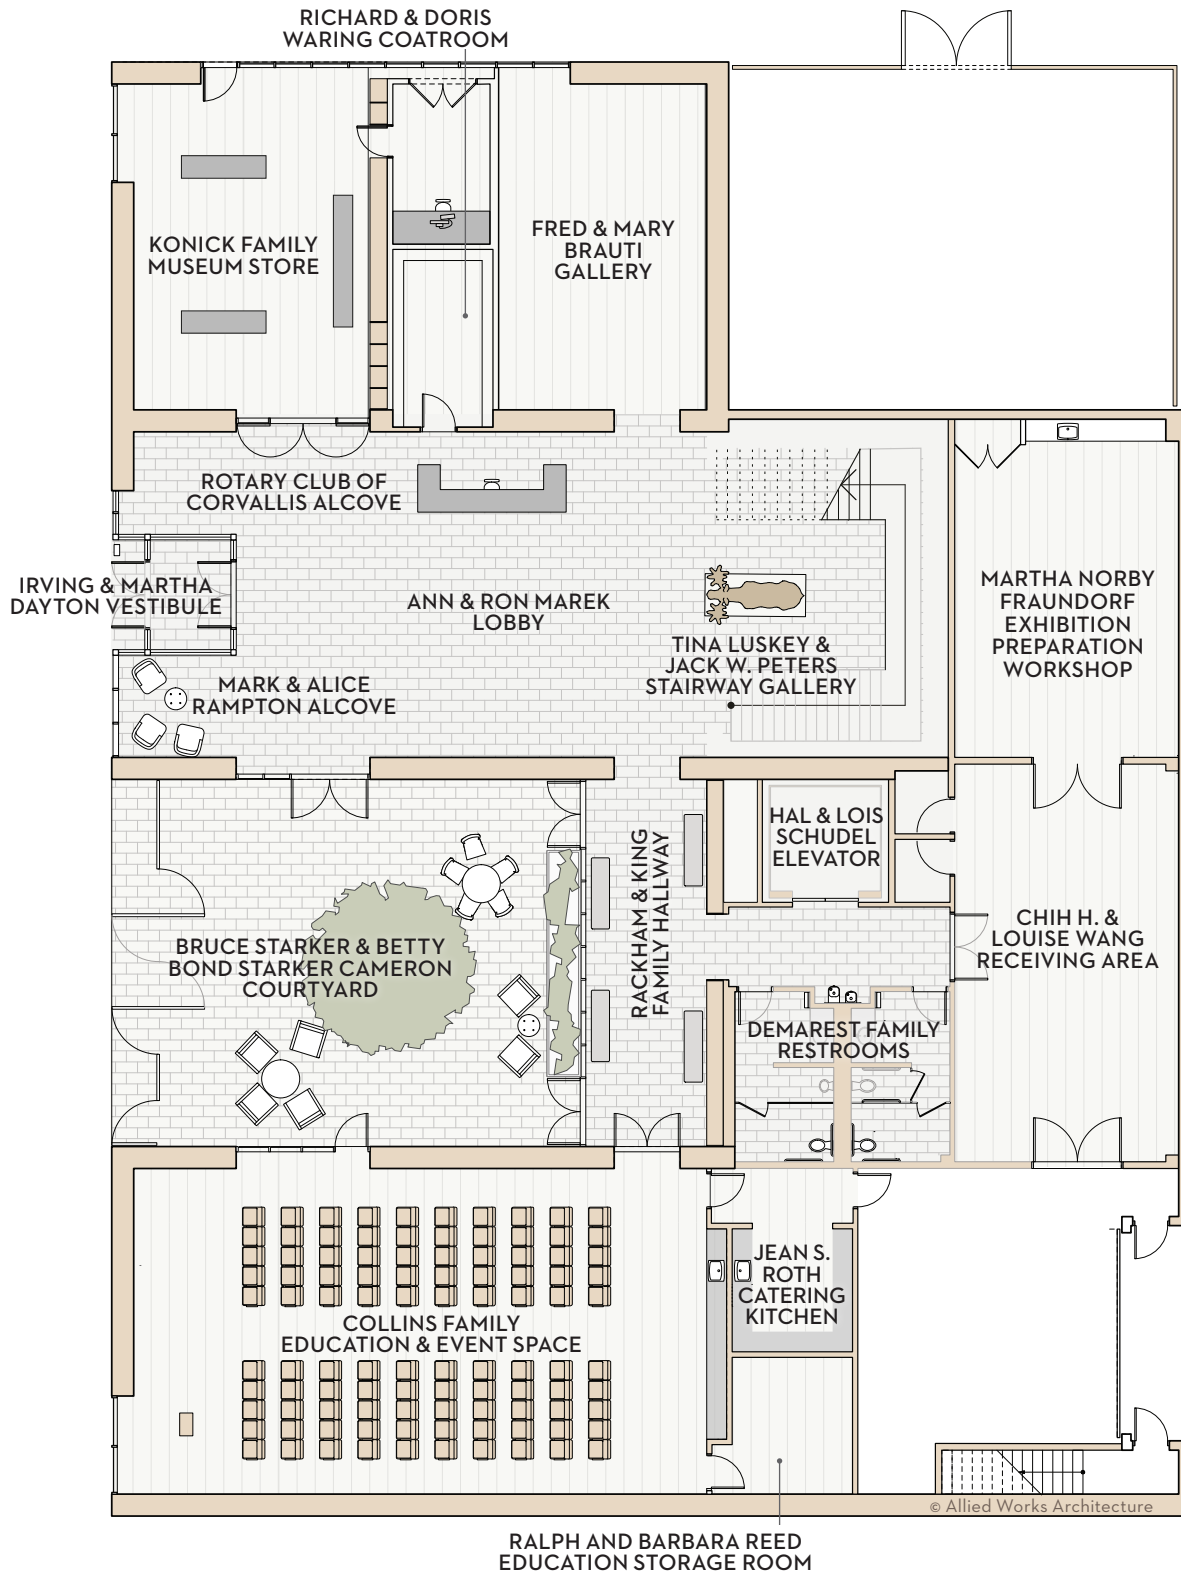 RICHARD & DORIS
WARING COATROOM
KONICK FAMILY
MUSEUM STORE
FRED & MARY
BRAUTI
GALLERY
ROTARY CLUB OF
CORVALLIS ALCOVE
IRVING & MARTHA
DAYTON VESTIBULE
ANN & RON MAREK
LOBBY
MARTHA NORBY
FRAUNDORF
EXHIBITION
PREPARATION
WORKSHOP
TINA LUSKEY &
JACK W. PETERS
STAIRWAY GALLERY
MARK & ALICE
RAMPTON ALCOVE
HAL & LOIS
SCHUDEL
ELEVATOR
RACKHAM & KING
FAMILY HALLWAY
BRUCE STARKER & BETTY
BOND STARKER CAMERON
COURTYARD
CHIH H. &
LOUISE WANG
RECEIVING AREA
DEMAREST FAMILY
RESTROOMS
JEAN S.
ROTH
CATERING
KITCHEN
COLLINS FAMILY
EDUCATION & EVENT SPACE
© Allied Works Architecture
RALPH AND BARBARA REED
EDUCATION STORAGE ROOM